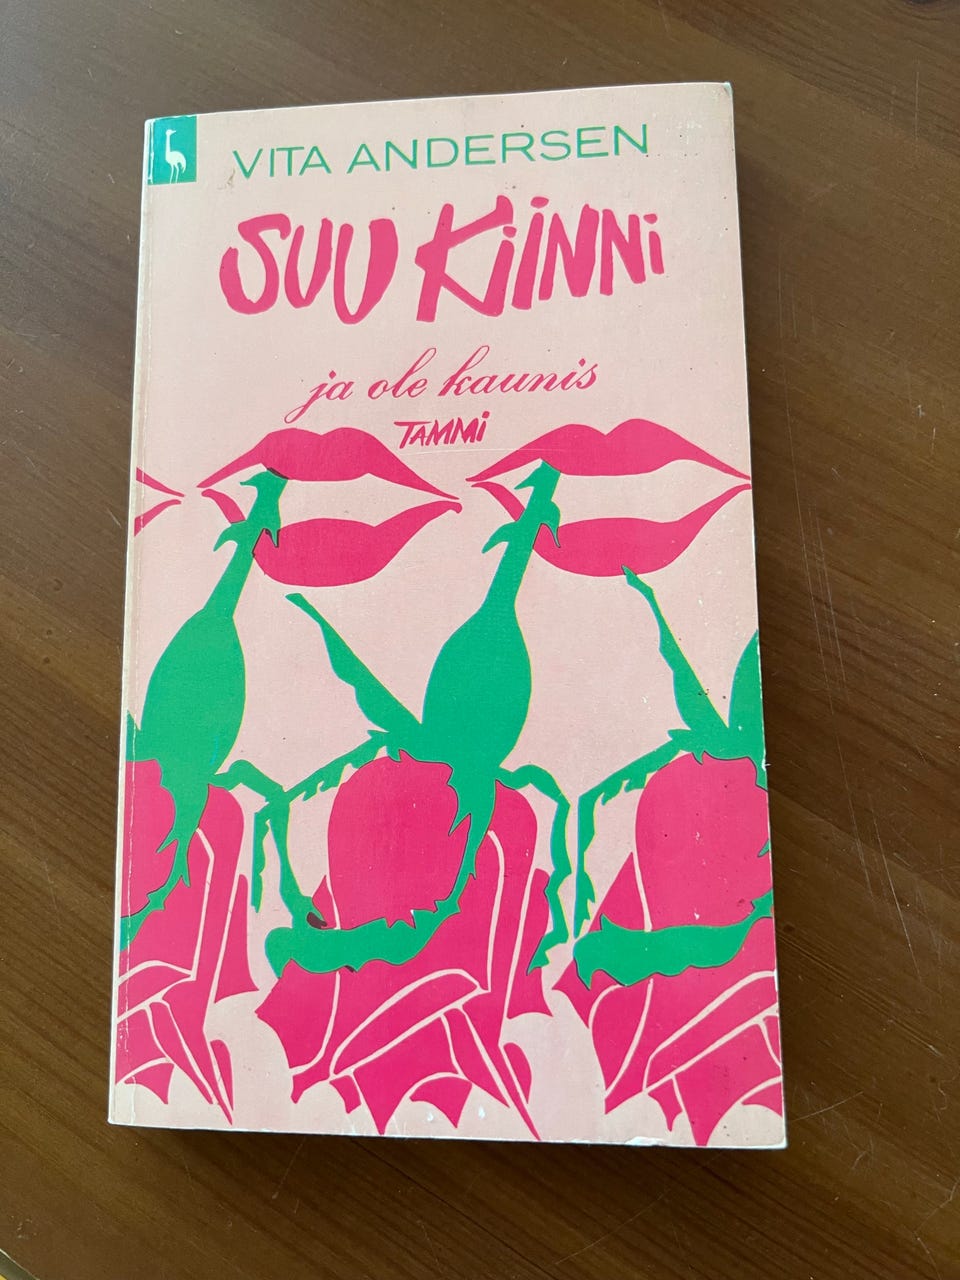 VITA ANDERSEN
SUU KiiNNi
ja ole kaunis
TAMMi